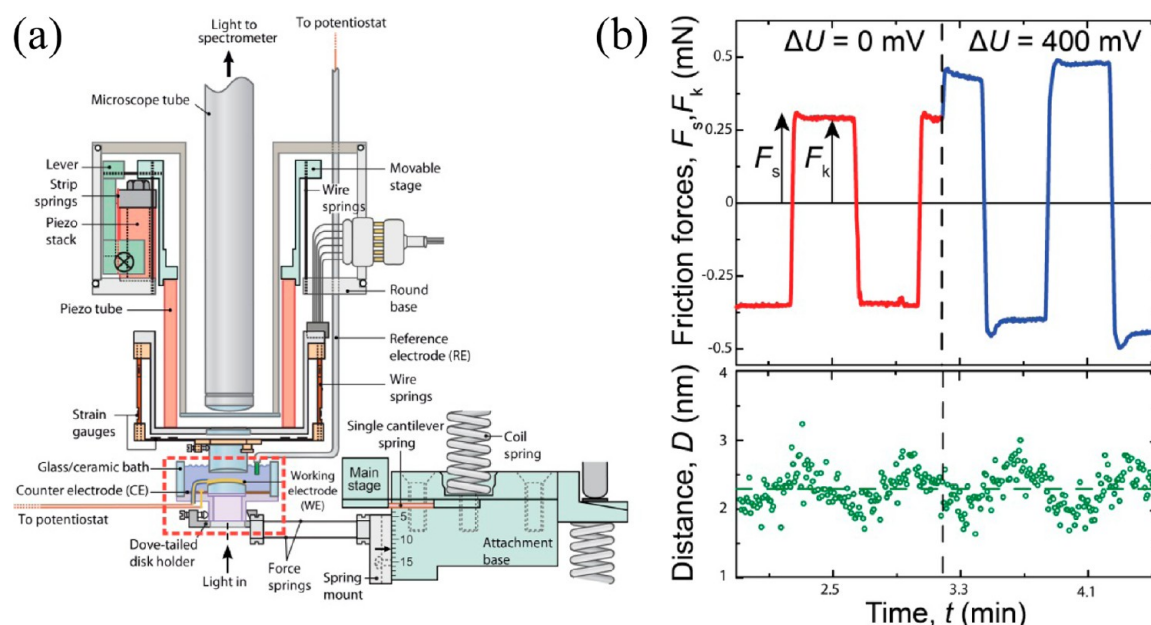 (a)
To potentiostat
Light to
spectrometer
Microscope tube
Lever
Strip
springs
Piezo
stack
Movable
stage
Wire
springs
Round
base
Piezo tube
Reference
electrode (RE)
Wire
springs
Strain
gauges
Single cantilever
spring
Coil
spring
Glass/ceramic bath
Counter electrode (CE)
Working
electrode
(WE)
Main
stage
5
10
15
To potentiostat
Dove-tailed
disk holder
Light in
Force
springs
Spring
mount
Attachment
base
(b)
Friction forces, Fs,Fk (mN)
0.5
0.25
0
-0.25
-0.5
ΔU = 0 mV
ΔU = 400 mV
Fs
Fk
Distance, D (nm)
4
3
2
1
2.5
3.3
4.1
Time, t (min)